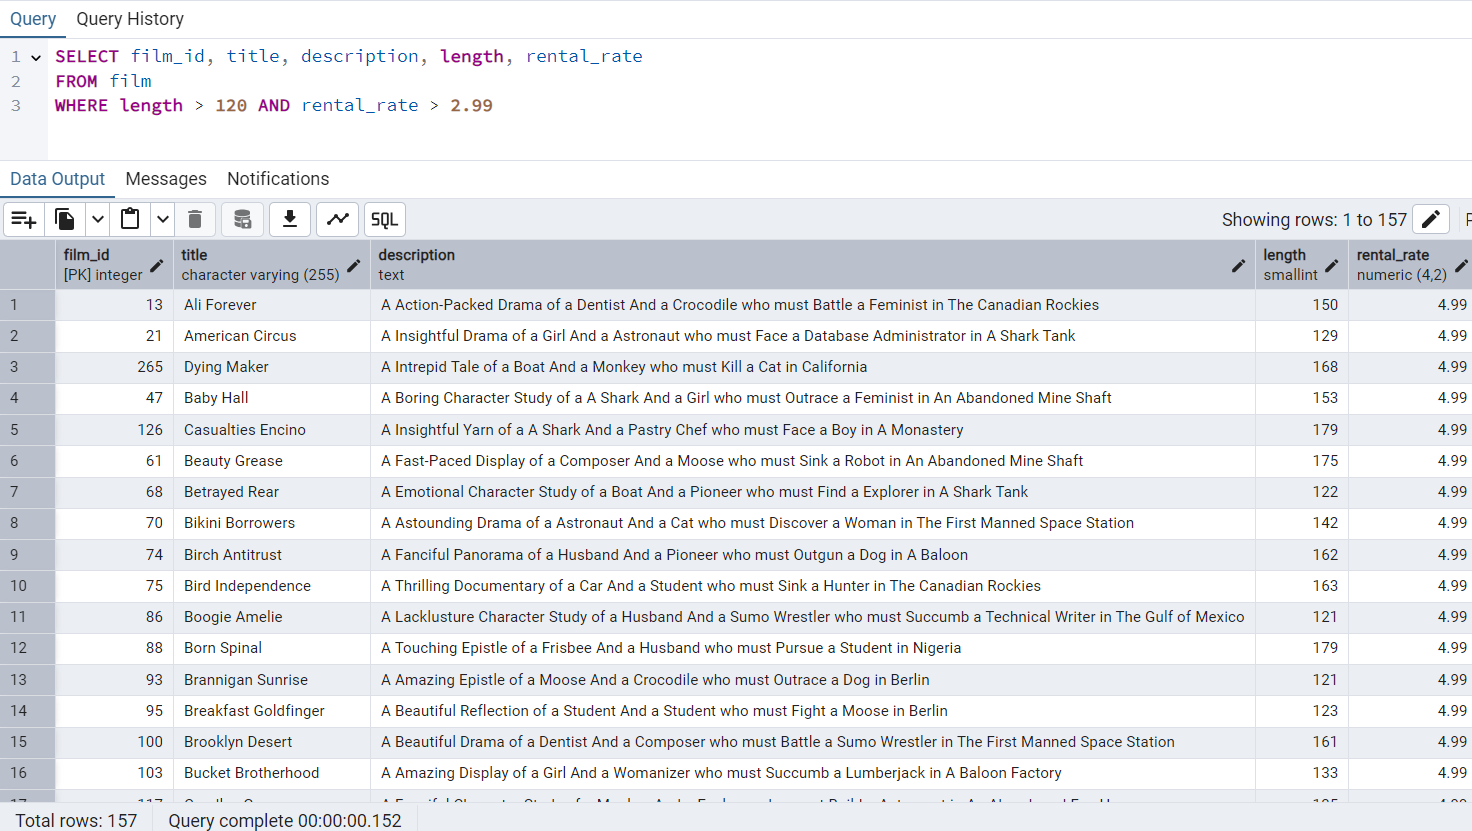 Query Query History
1 SELECT film_id, title, description, length, rental_rate
2 FROM film
3 WHERE length > 120 AND rental_rate > 2.99
Data Output Messages Notifications
SQL Showing rows: 1 to 157
film_id title description length rental_rate
[PK] integer character varying (255) text smallint numeric (4,2)
1 13 Ali Forever A Action-Packed Drama of a Dentist And a Crocodile who must Battle a Feminist in The Canadian Rockies 150 4.99
2 21 American Circus A Insightful Drama of a Girl And a Astronaut who must Face a Database Administrator in A Shark Tank 129 4.99
3 265 Dying Maker A Intrepid Tale of a Boat And a Monkey who must Kill a Cat in California 168 4.99
4 47 Baby Hall A Boring Character Study of a A Shark And a Girl who must Outrace a Feminist in An Abandoned Mine Shaft 153 4.99
5 126 Casualties Encino A Insightful Yarn of a A Shark And a Pastry Chef who must Face a Boy in A Monastery 179 4.99
6 61 Beauty Grease A Fast-Paced Display of a Composer And a Moose who must Sink a Robot in An Abandoned Mine Shaft 175 4.99
7 68 Betrayed Rear A Emotional Character Study of a Boat And a Pioneer who must Find a Explorer in A Shark Tank 122 4.99
8 70 Bikini Borrowers A Astounding Drama of a Astronaut And a Cat who must Discover a Woman in The First Manned Space Station 142 4.99
9 74 Birch Antitrust A Fanciful Panorama of a Husband And a Pioneer who must Outgun a Dog in A Baloon 162 4.99
10 75 Bird Independence A Thrilling Documentary of a Car And a Student who must Sink a Hunter in The Canadian Rockies 163 4.99
11 86 Boogie Amelie A Lacklusture Character Study of a Husband And a Sumo Wrestler who must Succumb a Technical Writer in The Gulf of Mexico 121 4.99
12 88 Born Spinal A Touching Epistle of a Frisbee And a Husband who must Pursue a Student in Nigeria 179 4.99
13 93 Brannigan Sunrise A Amazing Epistle of a Moose And a Crocodile who must Outrace a Dog in Berlin 121 4.99
14 95 Breakfast Goldfinger A Beautiful Reflection of a Student And a Student who must Fight a Moose in Berlin 123 4.99
15 100 Brooklyn Desert A Beautiful Drama of a Dentist And a Composer who must Battle a Sumo Wrestler in The First Manned Space Station 161 4.99
16 103 Bucket Brotherhood A Amazing Display of a Girl And a Womanizer who must Succumb a Lumberjack in A Baloon Factory 133 4.99
Total rows: 157 Query complete 00:00:00.152